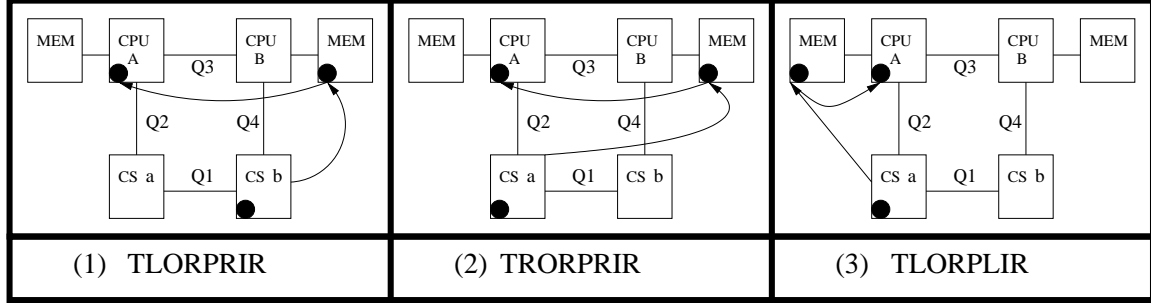 MEM CPU A Q3 CPU B MEM
Q2 Q4
CS a Q1 CS b
MEM CPU A Q3 CPU B MEM
Q2 Q4
CS a Q1 CS b
MEM CPU A Q3 CPU B MEM
Q2 Q4
CS a Q1 CS b
(1) TLORPRIR
(2) TRORPRIR
(3) TLORPLIR